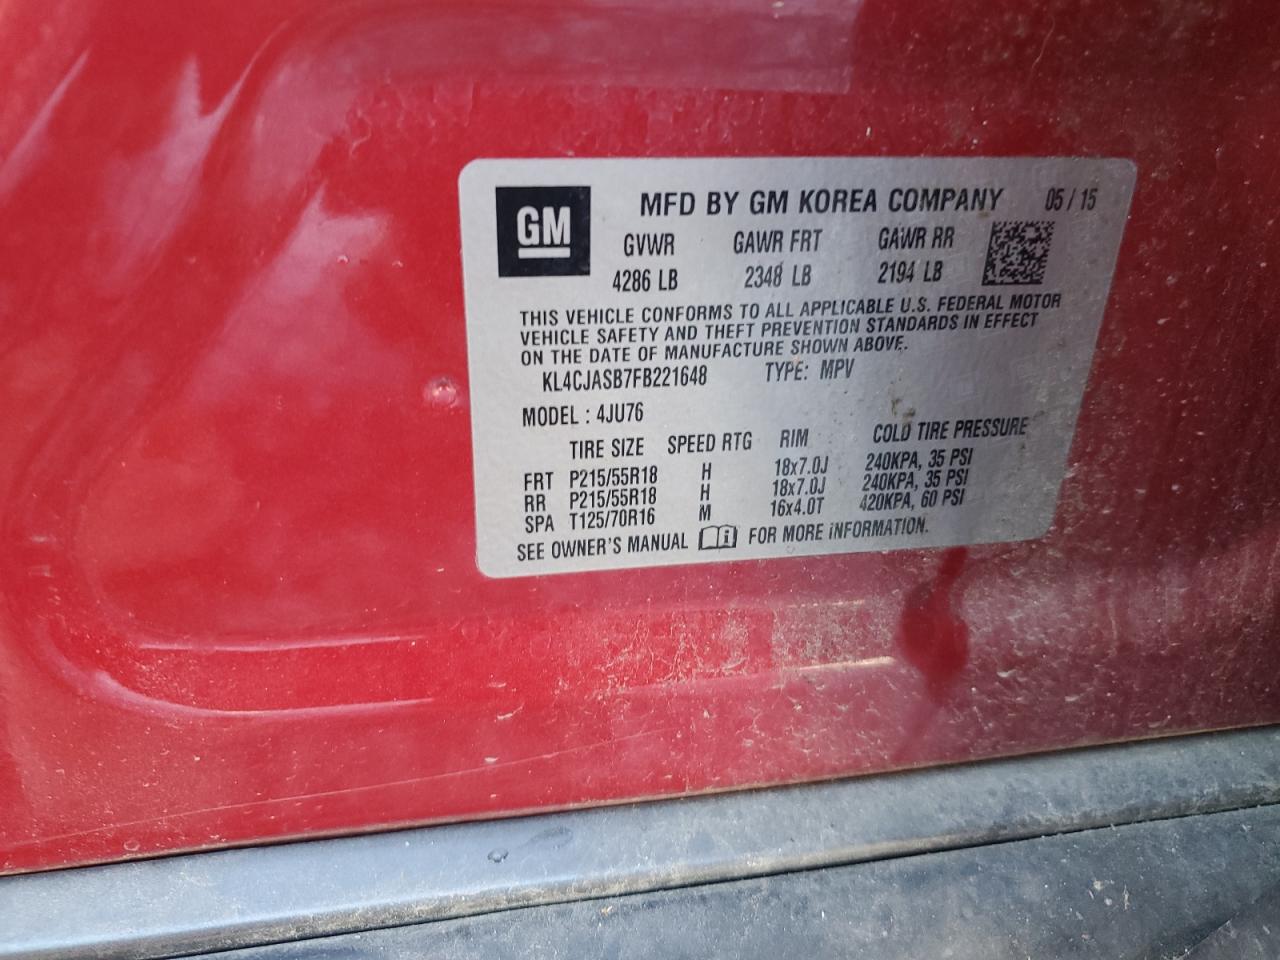 GM
MFD BY GM KOREA COMPANY 05 / 15
GVWR GAWR FRT GAWR RR
4286 LB 2348 LB 2194 LB
THIS VEHICLE CONFORMS TO ALL APPLICABLE U.S. FEDERAL MOTOR
VEHICLE SAFETY AND THEFT PREVENTION STANDARDS IN EFFECT
ON THE DATE OF MANUFACTURE SHOWN ABOVE.
KL4CJASB7FB221648 TYPE: MPV
MODEL : 4JU76
TIRE SIZE SPEED RTG RIM COLD TIRE PRESSURE
FRT P215/55R18 H 18x7.0J 240KPA, 35 PSI
RR P215/55R18 H 18x7.0J 240KPA, 35 PSI
SPA T125/70R16 M 16x4.0T 420KPA, 60 PSI
SEE OWNER'S MANUAL i FOR MORE INFORMATION.